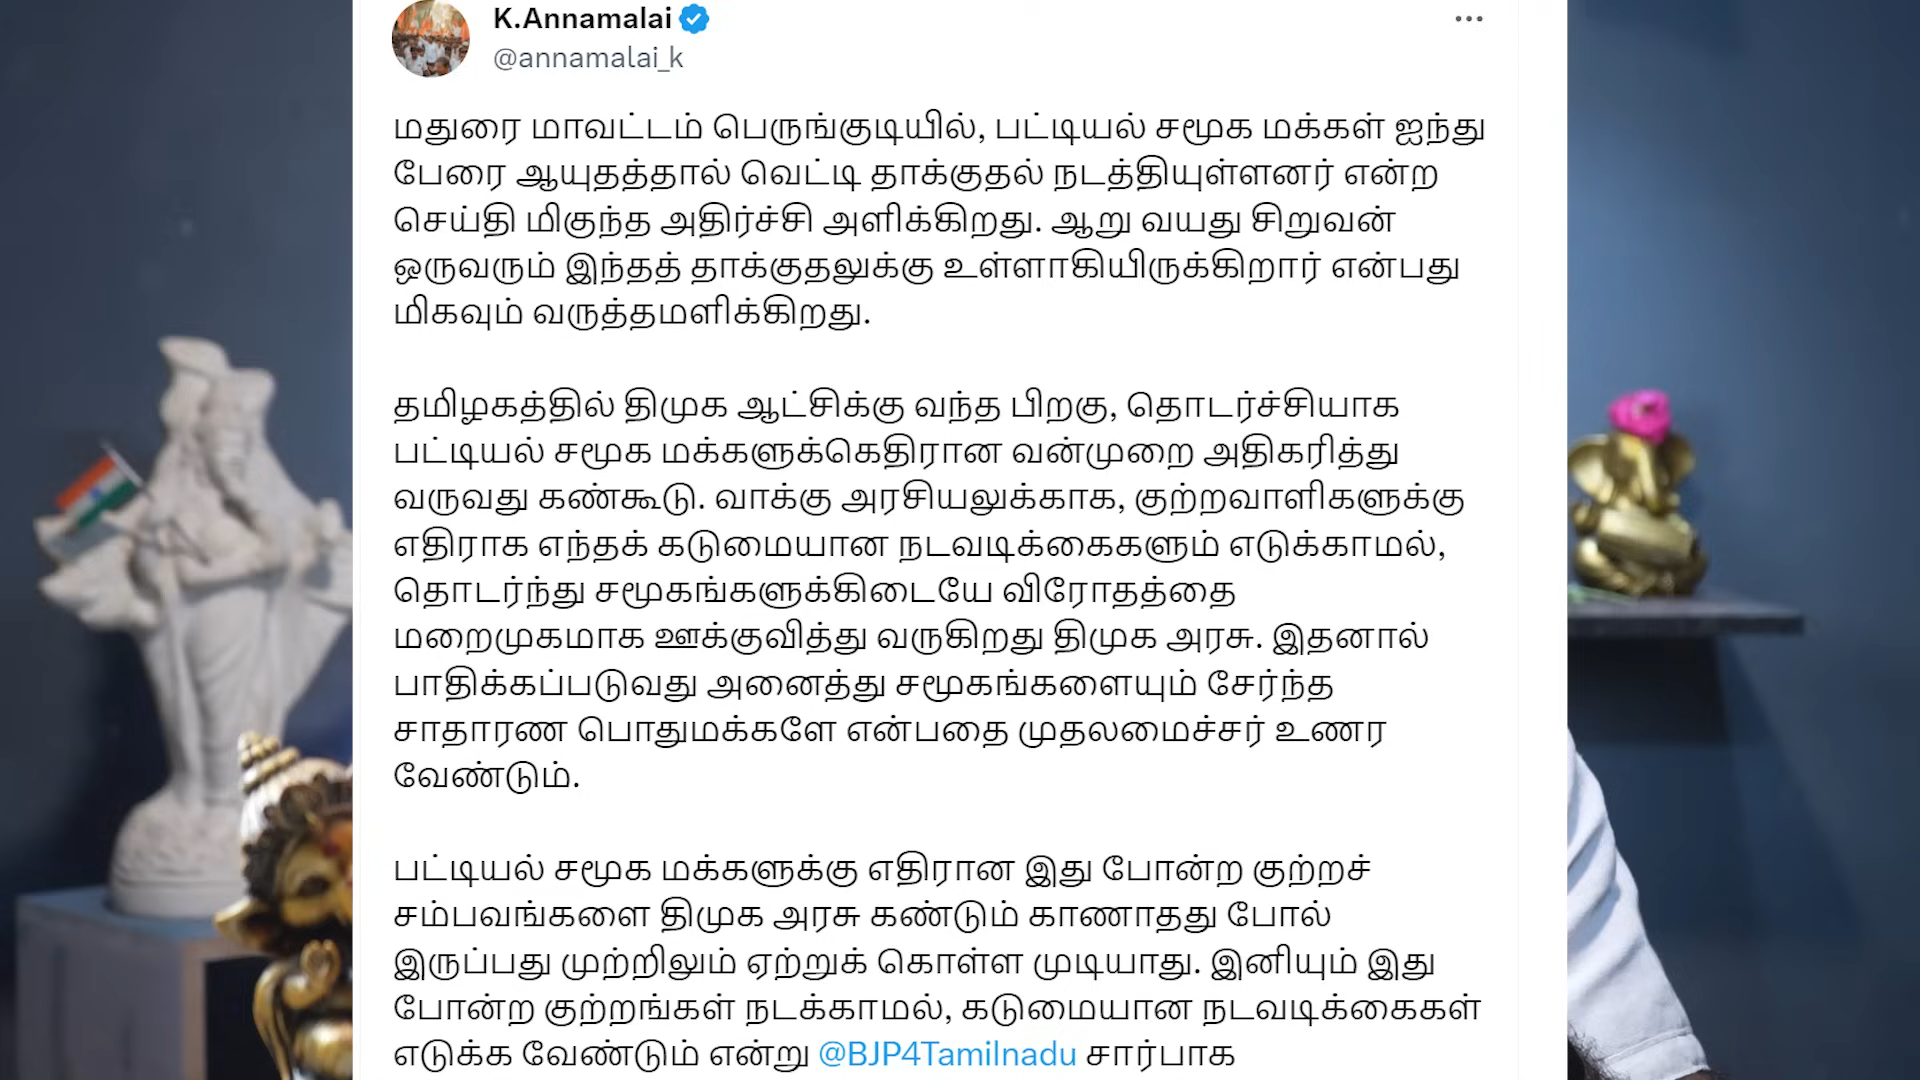 K.Annamalai
@annamalai_k
மதுரை மாவட்டம் பெருங்குடியில், பட்டியல் சமூக மக்கள் ஐந்து
பேரை ஆயுதத்தால் வெட்டி தாக்குதல் நடத்தியுள்ளனர் என்ற
செய்தி மிகுந்த அதிர்ச்சி அளிக்கிறது. ஆறு வயது சிறுவன்
ஒருவரும் இந்தத் தாக்குதலுக்கு உள்ளாகியிருக்கிறார் என்பது
மிகவும் வருத்தமளிக்கிறது.
தமிழகத்தில் திமுக ஆட்சிக்கு வந்த பிறகு, தொடர்ச்சியாக
பட்டியல் சமூக மக்களுக்கெதிரான வன்முறை அதிகரித்து
வருவது கண்கூடு. வாக்கு அரசியலுக்காக, குற்றவாளிகளுக்கு
எதிராக எந்தக் கடுமையான நடவடிக்கைகளும் எடுக்காமல்,
தொடர்ந்து சமூகங்களுக்கிடையே விரோதத்தை
மறைமுகமாக ஊக்குவித்து வருகிறது திமுக அரசு. இதனால்
பாதிக்கப்படுவது அனைத்து சமூகங்களையும் சேர்ந்த
சாதாரண பொதுமக்களே என்பதை முதலமைச்சர் உணர
வேண்டும்.
பட்டியல் சமூக மக்களுக்கு எதிரான இது போன்ற குற்றச்
சம்பவங்களை திமுக அரசு கண்டும் காணாதது போல்
இருப்பது முற்றிலும் ஏற்றுக் கொள்ள முடியாது. இனியும் இது
போன்ற குற்றங்கள் நடக்காமல், கடுமையான நடவடிக்கைகள்
எடுக்க வேண்டும் என்று @BJP4Tamilnadu சார்பாக